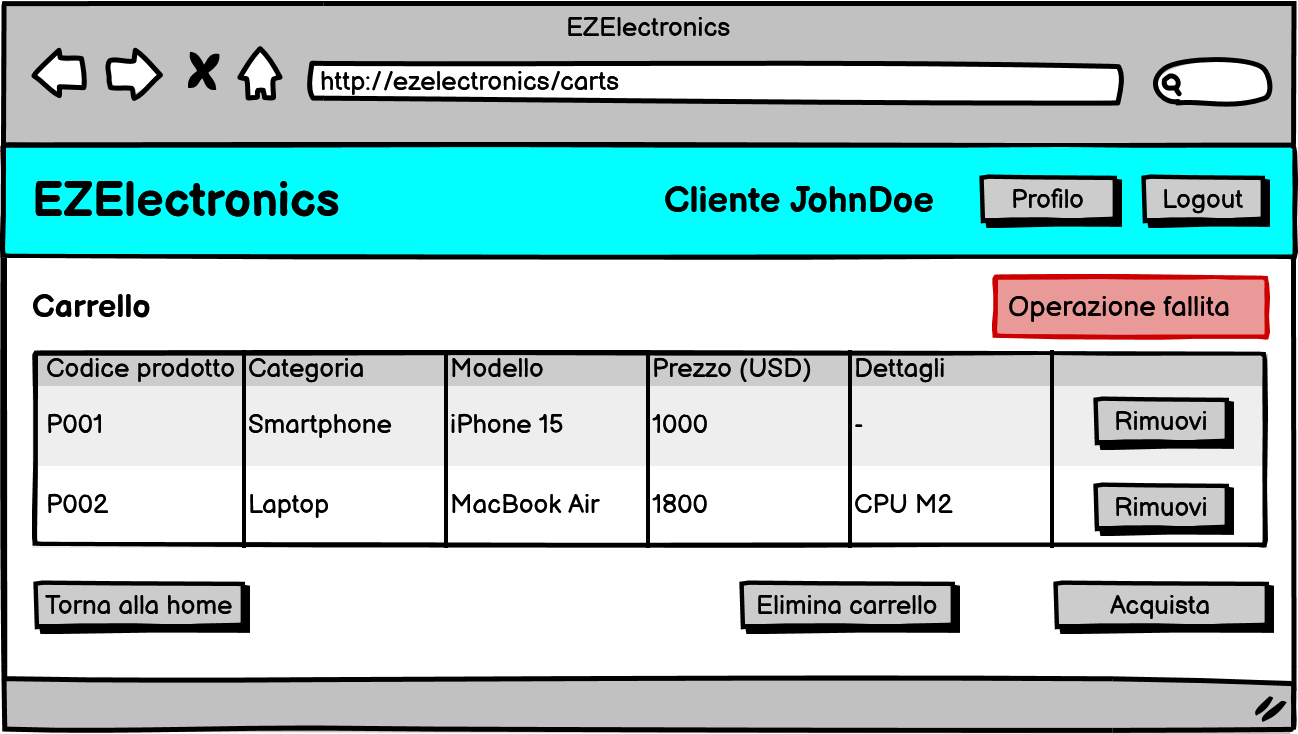 EZElectronics
http://ezelectronics/carts
EZElectronics
Cliente JohnDoe
Profilo
Logout
Carrello
Operazione fallita
Codice prodotto Categoria Modello Prezzo (USD) Dettagli
P001 Smartphone iPhone 15 1000 - Rimuovi
P002 Laptop MacBook Air 1800 CPU M2 Rimuovi
Torna alla home
Elimina carrello
Acquista